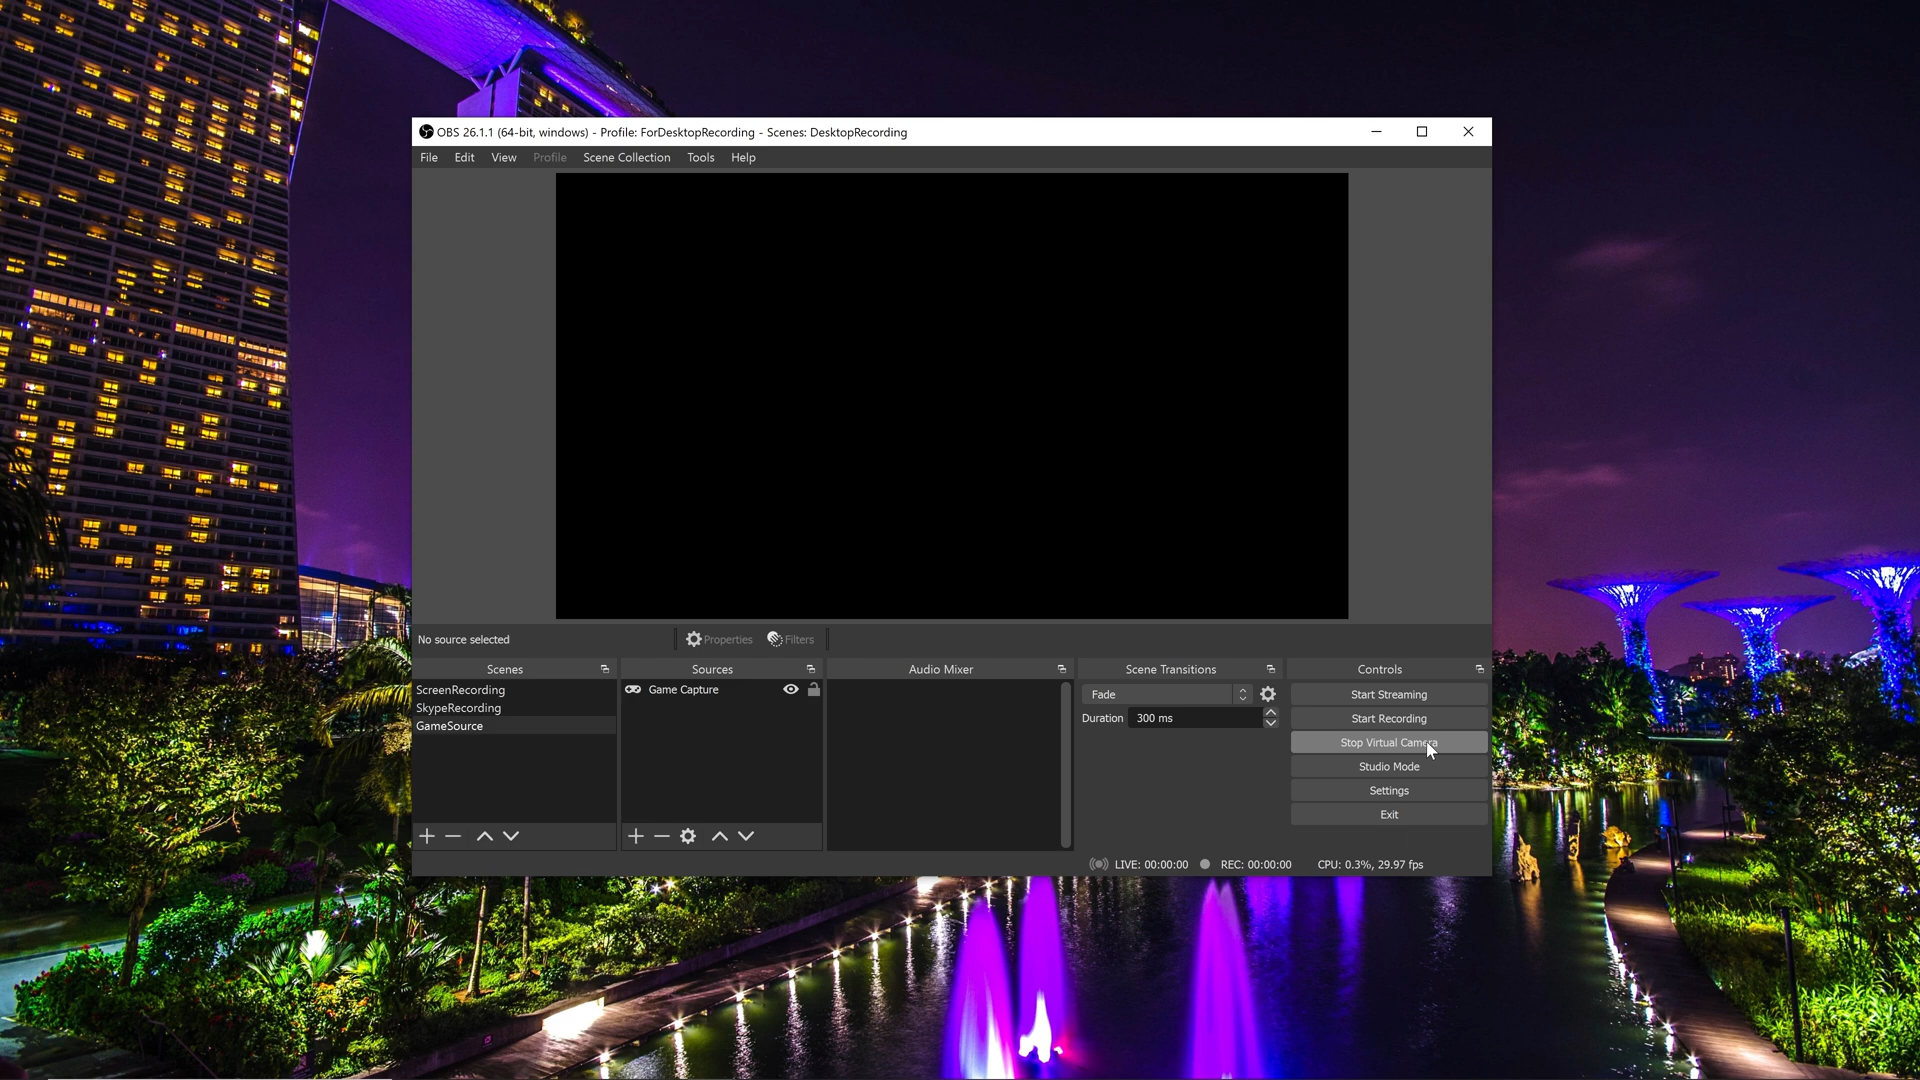 OBS 26.1.1 (64-bit, windows) - Profile: ForDesktopRecording - Scenes: DesktopRecording
File Edit View Profile Scene Collection Tools Help
No source selected Properties Filters
Scenes
ScreenRecording
SkypeRecording
GameSource
Sources
Game Capture
Audio Mixer
Scene Transitions
Fade
Duration 300 ms
Controls
Start Streaming
Start Recording
Stop Virtual Camera
Studio Mode
Settings
Exit
LIVE: 00:00:00 REC: 00:00:00 CPU: 0.3%, 29.97 fps